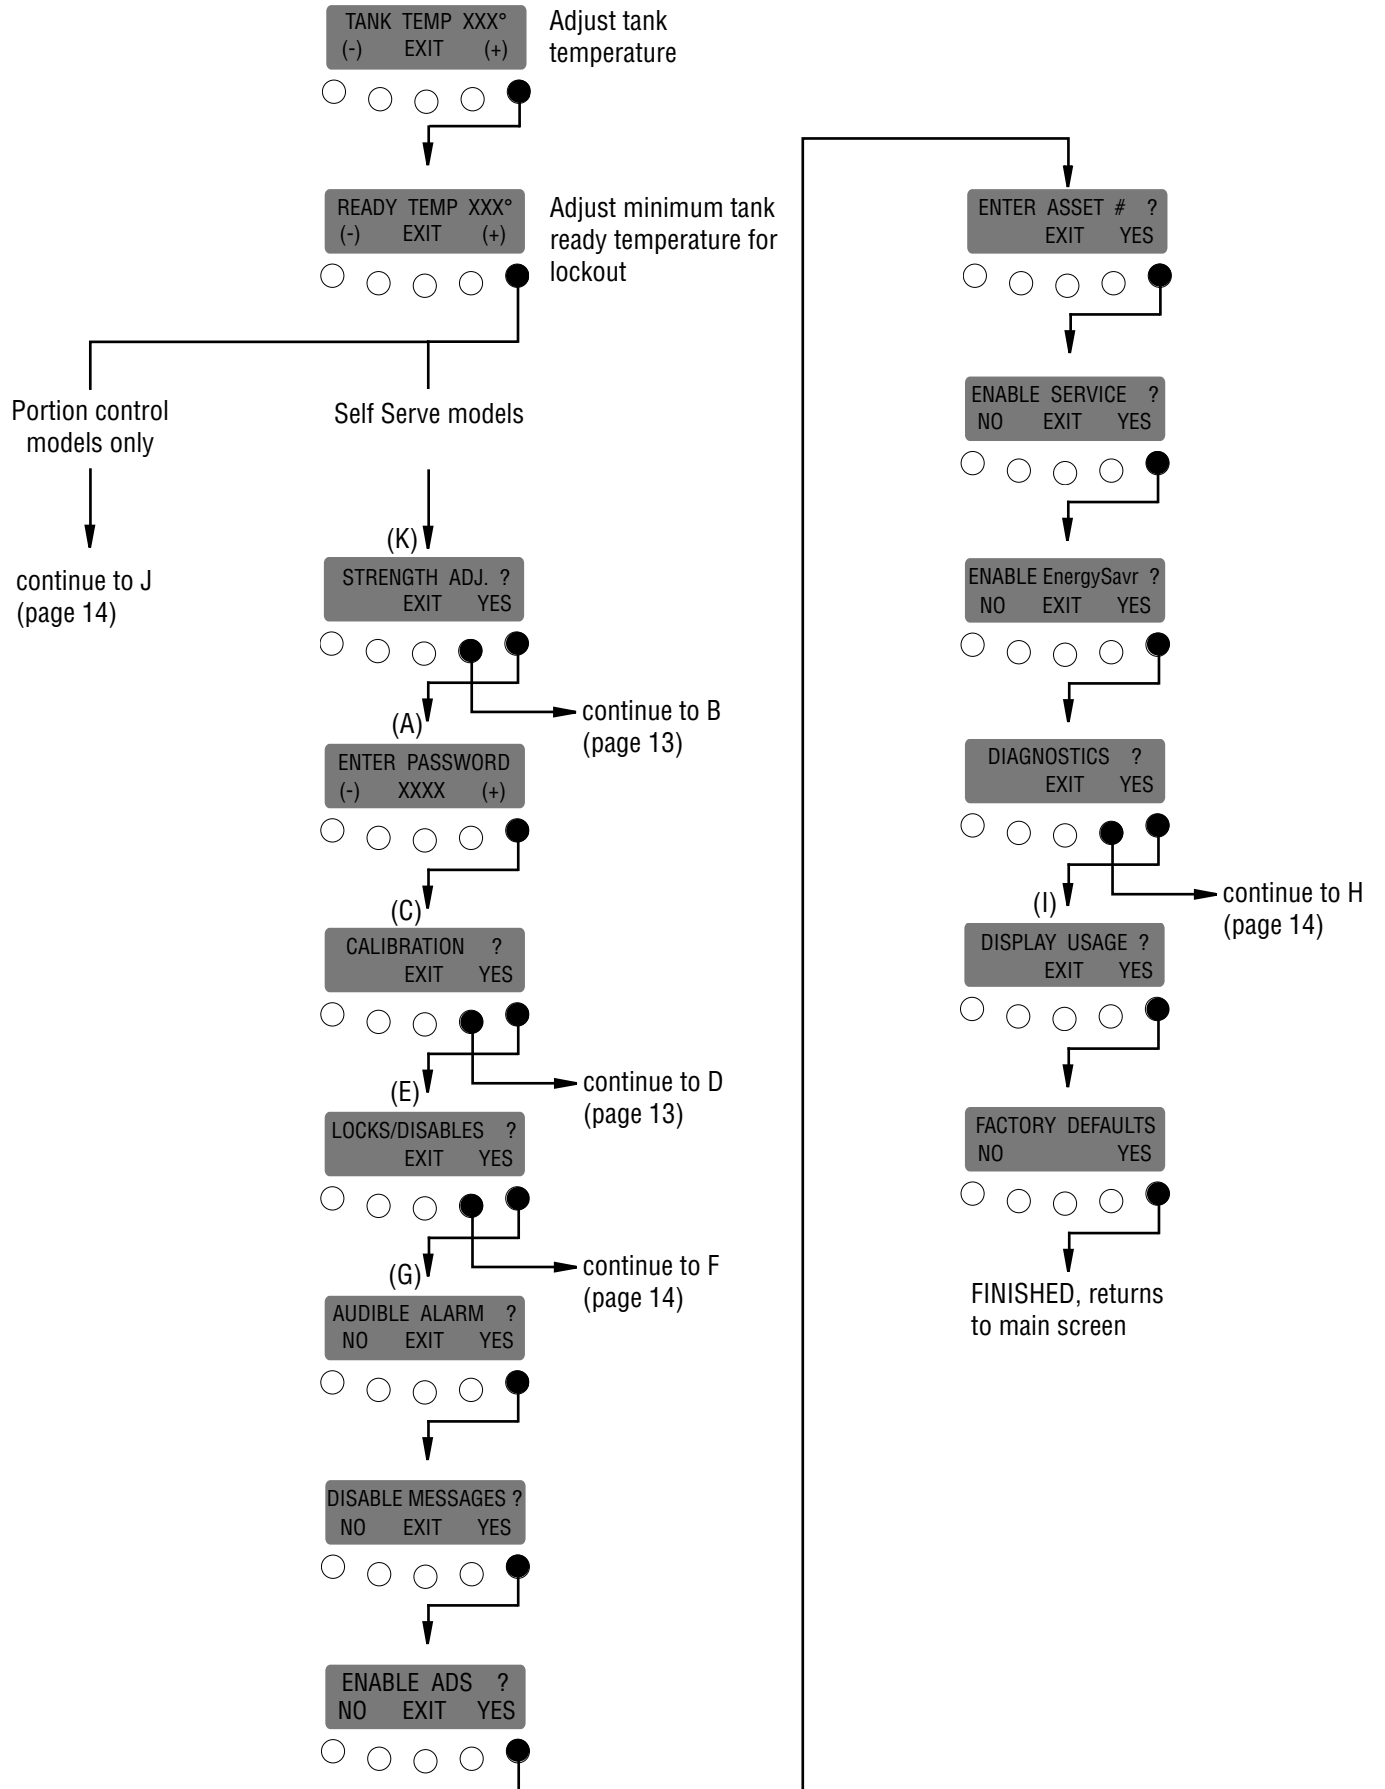 TANK TEMP XXX°
(-) EXIT (+)
Adjust tank
temperature
READY TEMP XXX°
(-) EXIT (+)
Adjust minimum tank
ready temperature for
lockout
Portion control
models only
continue to J
(page 14)
Self Serve models
(K)
STRENGTH ADJ. ?
EXIT YES
continue to B
(page 13)
(A)
ENTER PASSWORD
(-) XXXX (+)
(C)
CALIBRATION ?
EXIT YES
continue to D
(page 13)
(E)
LOCKS/DISABLES ?
EXIT YES
continue to F
(page 14)
(G)
AUDIBLE ALARM ?
NO EXIT YES
DISABLE MESSAGES ?
NO EXIT YES
ENABLE ADS ?
NO EXIT YES
ENTER ASSET # ?
EXIT YES
ENABLE SERVICE ?
NO EXIT YES
ENABLE EnergySavr ?
NO EXIT YES
DIAGNOSTICS ?
EXIT YES
continue to H
(page 14)
(I)
DISPLAY USAGE ?
EXIT YES
FACTORY DEFAULTS
NO YES
FINISHED, returns
to main screen